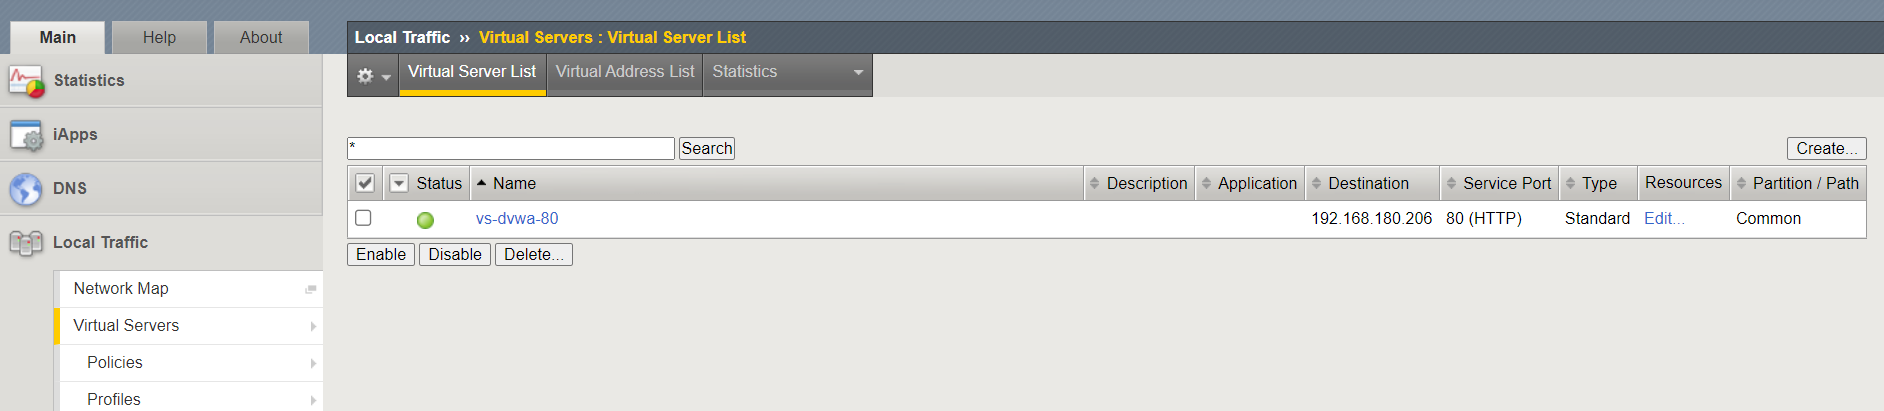 Main Help About
Local Traffic ›› Virtual Servers : Virtual Server List
Virtual Server List Virtual Address List Statistics
Statistics
iApps
DNS
Local Traffic
Network Map
Virtual Servers
Policies
Profiles
* Search Create...
Status Name Description Application Destination Service Port Type Resources Partition / Path
vs-dvwa-80 192.168.180.206 80 (HTTP) Standard Edit... Common
Enable Disable Delete...